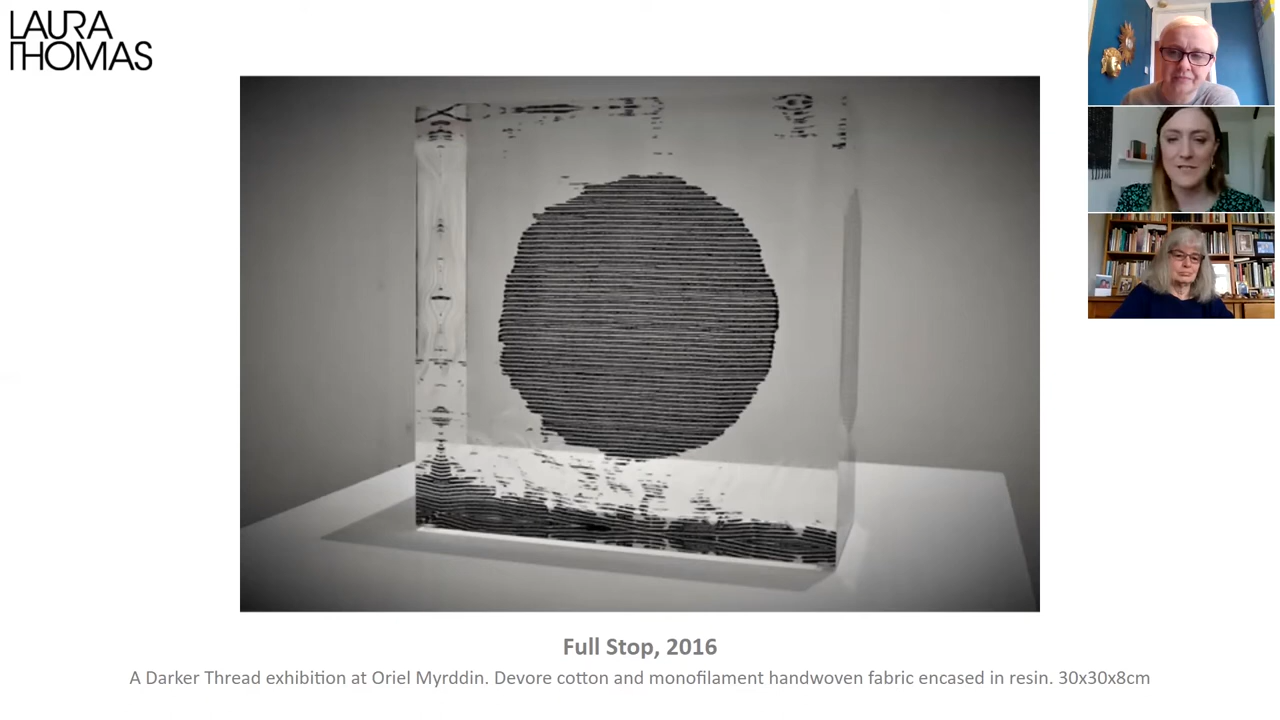 LAURA
THOMAS
Full Stop, 2016
A Darker Thread exhibition at Oriel Myrddin. Devore cotton and monofilament handwoven fabric encased in resin. 30x30x8cm